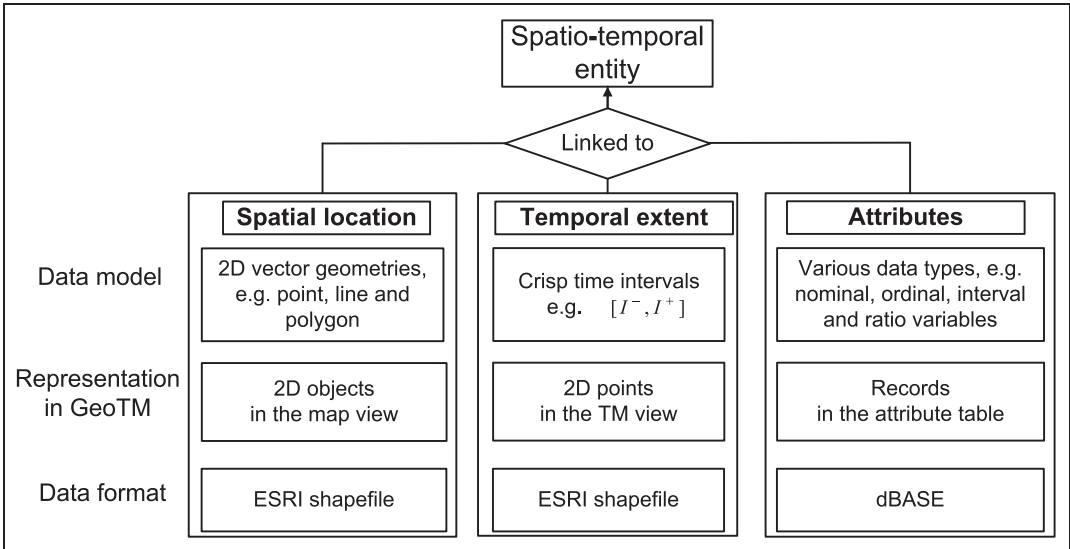 Spatio-temporal
entity
Linked to
Spatial location
Temporal extent
Attributes
Data model
2D vector geometries,
e.g. point, line and
polygon
Crisp time intervals
e.g. [I⁻, I⁺]
Various data types, e.g.
nominal, ordinal, interval
and ratio variables
Representation
in GeoTM
2D objects
in the map view
2D points
in the TM view
Records
in the attribute table
Data format
ESRI shapefile
ESRI shapefile
dBASE